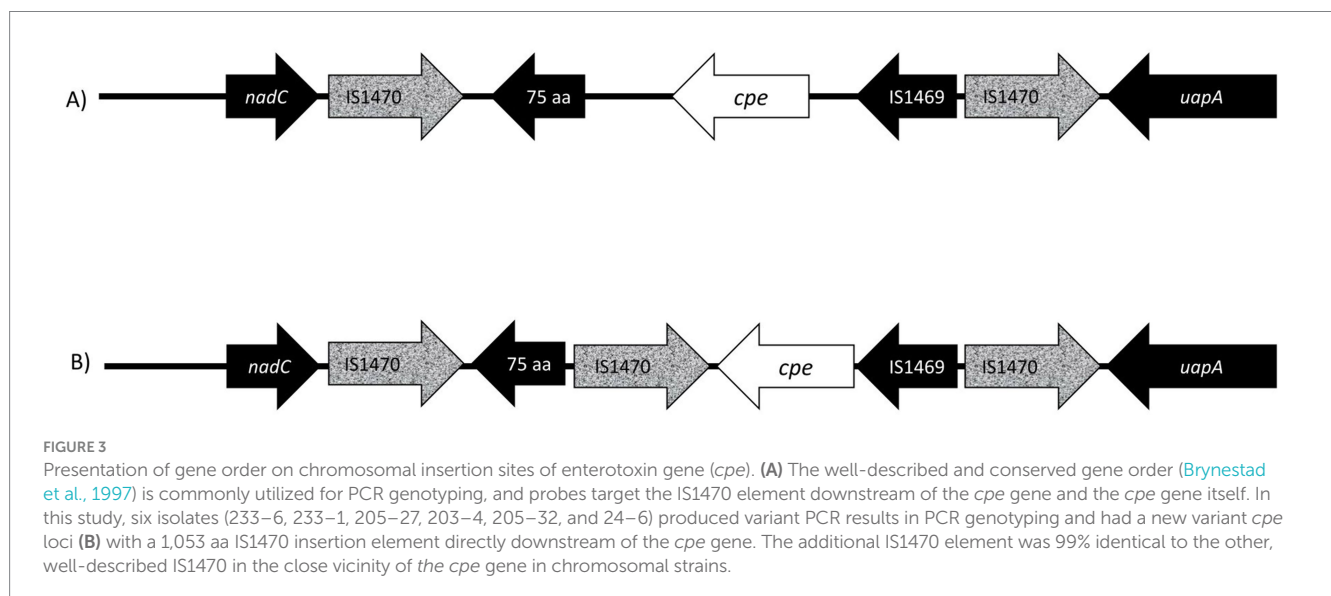 A) nadC IS1470 75 aa cpe IS1469 IS1470 uapA
B) nadC IS1470 75 aa IS1470 cpe IS1469 IS1470 uapA
FIGURE 3
Presentation of gene order on chromosomal insertion sites of enterotoxin gene (cpe). (A) The well-described and conserved gene order (Brynestad
et al., 1997) is commonly utilized for PCR genotyping, and probes target the IS1470 element downstream of the cpe gene and the cpe gene itself. In
this study, six isolates (233–6, 233–1, 205–27, 203–4, 205–32, and 24–6) produced variant PCR results in PCR genotyping and had a new variant cpe
loci (B) with a 1,053 aa IS1470 insertion element directly downstream of the cpe gene. The additional IS1470 element was 99% identical to the other,
well-described IS1470 in the close vicinity of the cpe gene in chromosomal strains.